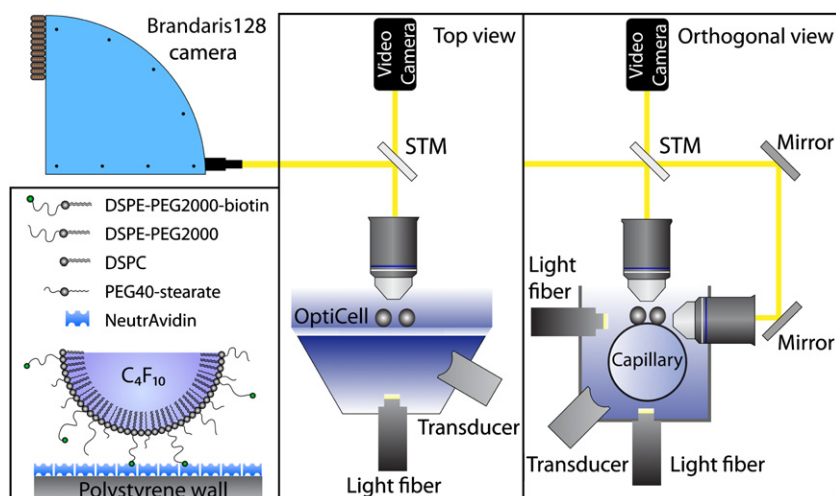 Brandaris128
camera
DSPE-PEG2000-biotin
DSPE-PEG2000
DSPC
PEG40-stearate
NeutrAvidin
C₄F₁₀
Polystyrene wall
Top view
Video
Camera
STM
OptiCell
Transducer
Light fiber
Orthogonal view
Video
Camera
STM
Mirror
Light
fiber
Capillary
Mirror
Transducer
Light fiber